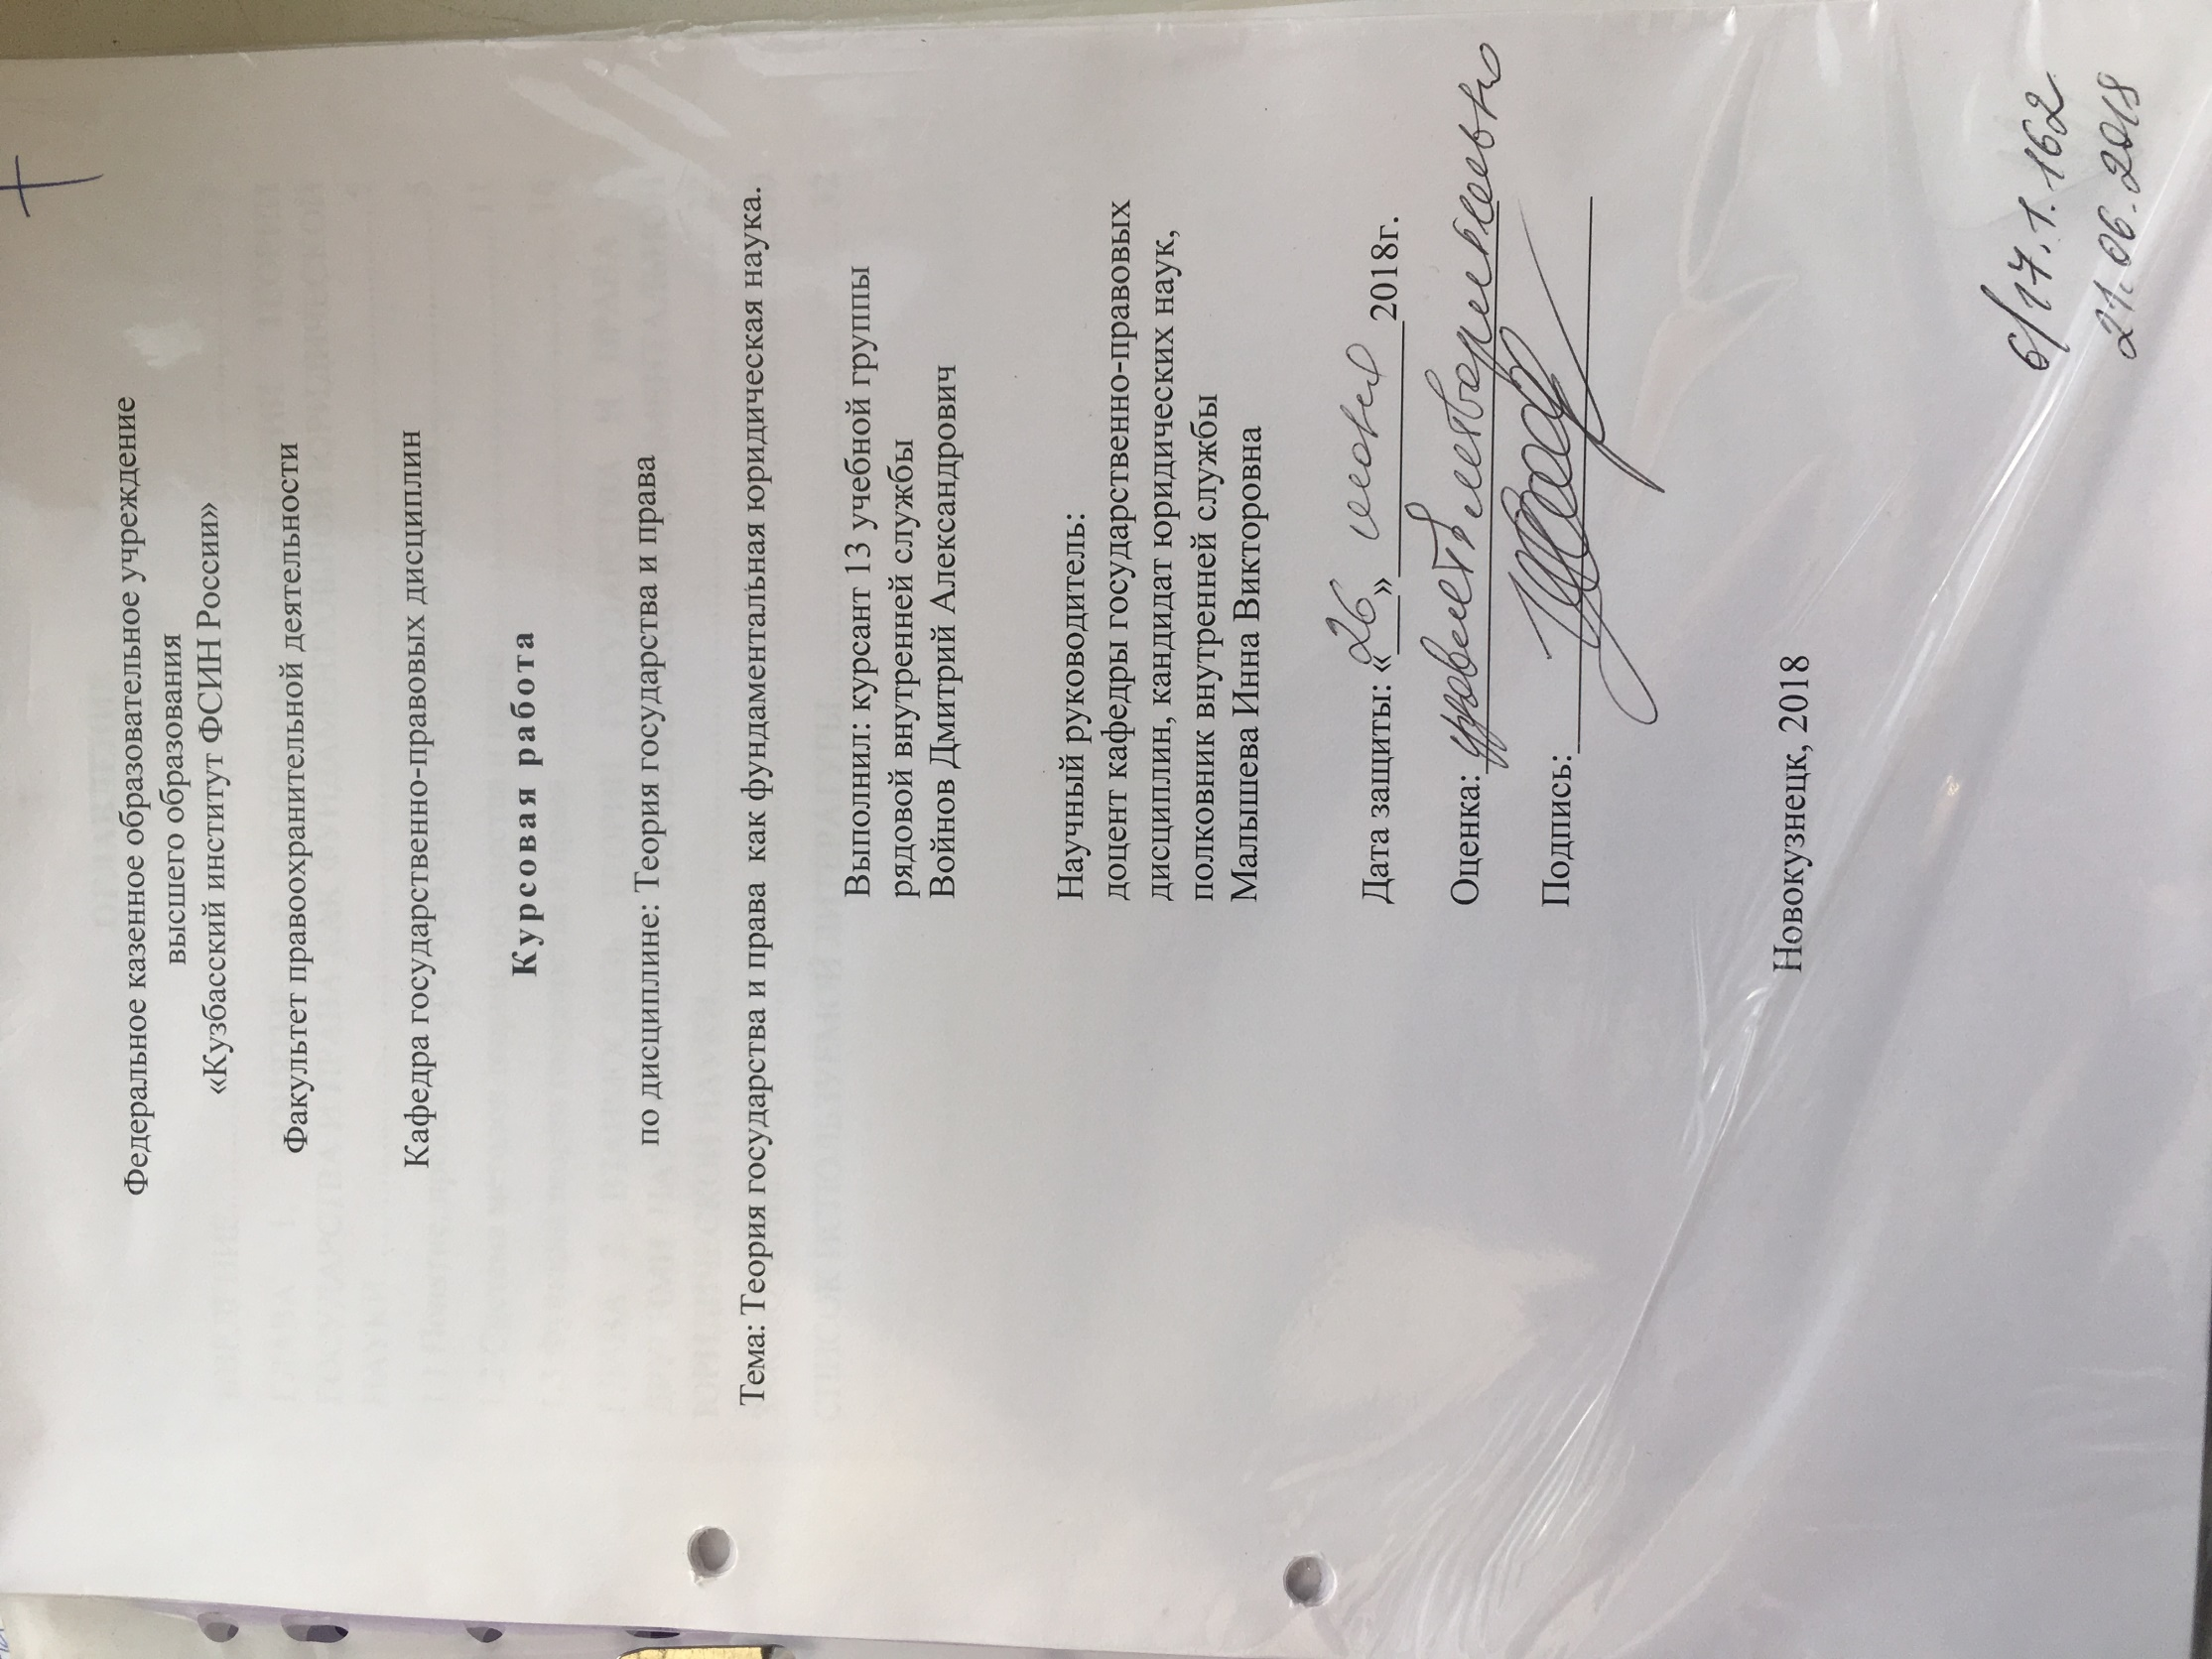 Федеральное казенное образовательное учреждение
высшего образования
«Кузбасский институт ФСИН России»
Факультет правоохранительной деятельности
Кафедра государственно-правовых дисциплин
Курсовая работа
по дисциплине: Теория государства и права
Тема: Теория государства и права как фундаментальная юридическая наука.
Выполнил: курсант 13 учебной группы
рядовой внутренней службы
Войнов Дмитрий Александрович
Научный руководитель:
доцент кафедры государственно-правовых
дисциплин, кандидат юридических наук,
полковник внутренней службы
Малышева Инна Викторовна
Дата защиты: «26» июня 2018г.
Оценка: удовлетворительно
Подпись:
Новокузнецк, 2018
6/17.1.162
21.06.2018